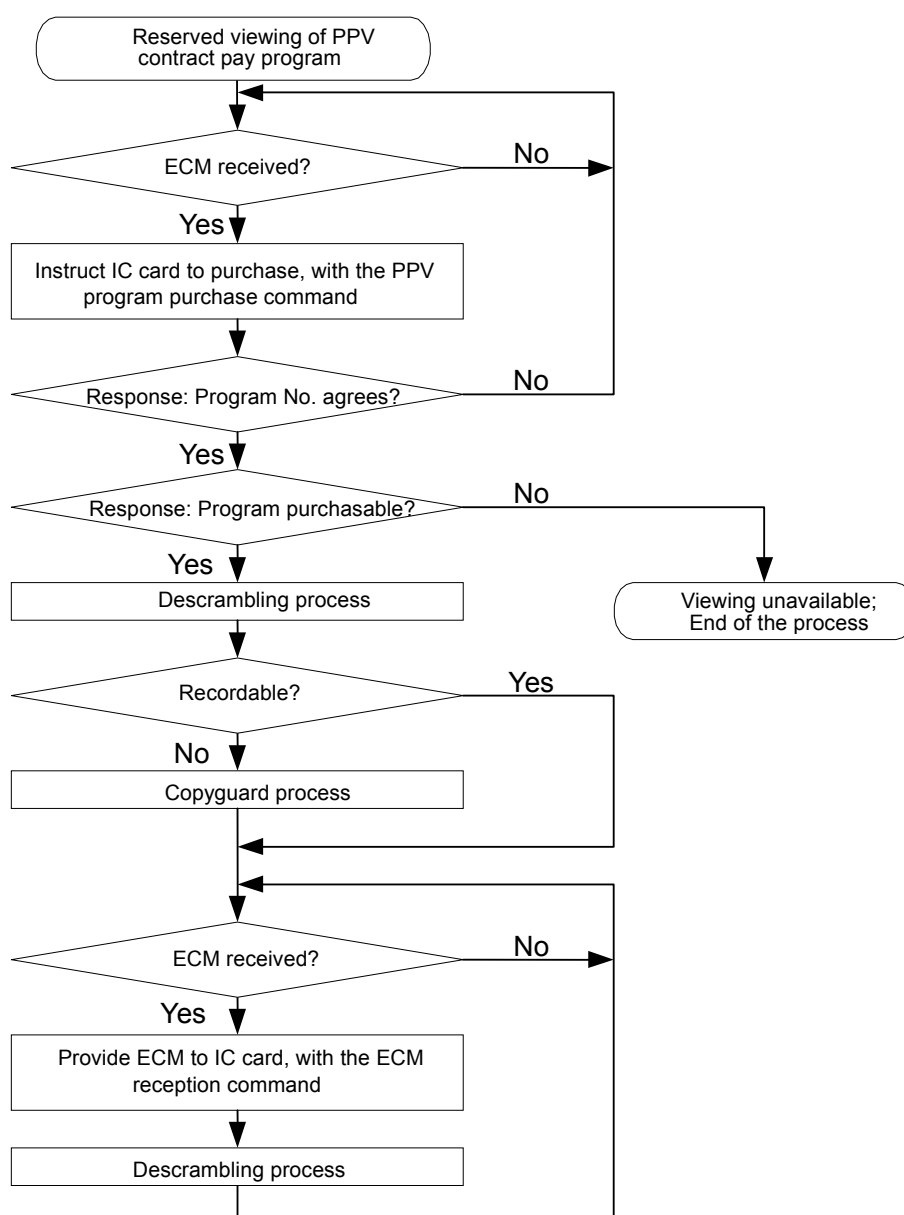 Reserved viewing of PPV
contract pay program
ECM received?
No
Yes
Instruct IC card to purchase, with the PPV
program purchase command
Response: Program No. agrees?
No
Yes
Response: Program purchasable?
No
Yes
Descrambling process
Viewing unavailable;
End of the process
Recordable?
Yes
No
Copyguard process
ECM received?
No
Yes
Provide ECM to IC card, with the ECM
reception command
Descrambling process